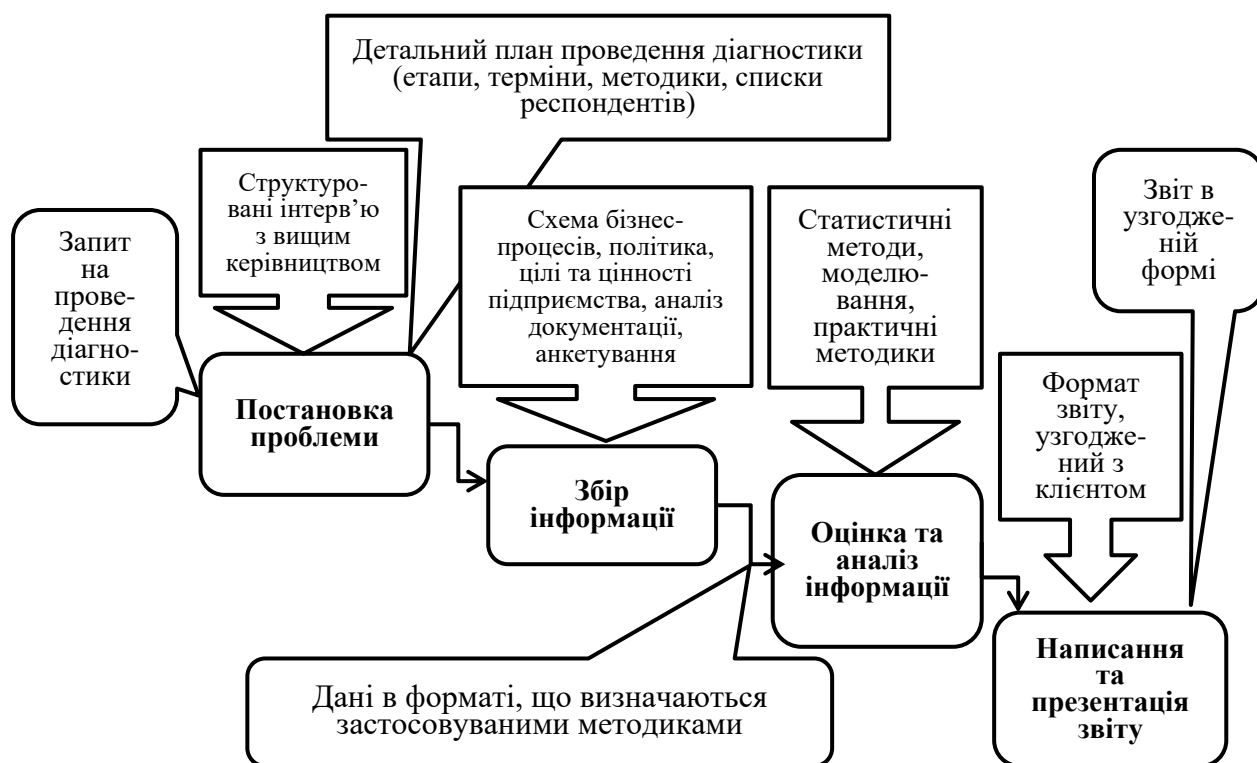 Детальний план проведення діагностики
(етапи, терміни, методики, списки
респондентів)
Структуро-
вані інтерв’ю
з вищим
керівництвом
Запит
на
прове-
дення
діагно-
стики
Схема бізнес-
процесів, політика,
цілі та цінності
підприємства, аналіз
документації,
анкетування
Статистичні
методи,
моделю-
вання,
практичні
методики
Звіт в
узгодже-
ній
формі
Постановка
проблеми
Формат
звіту,
узгодже-
ний з
клієнтом
Збір
інформації
Оцінка та
аналіз
інформації
Написання
та
презентація
звіту
Дані в форматі, що визначаються
застосовуваними методиками